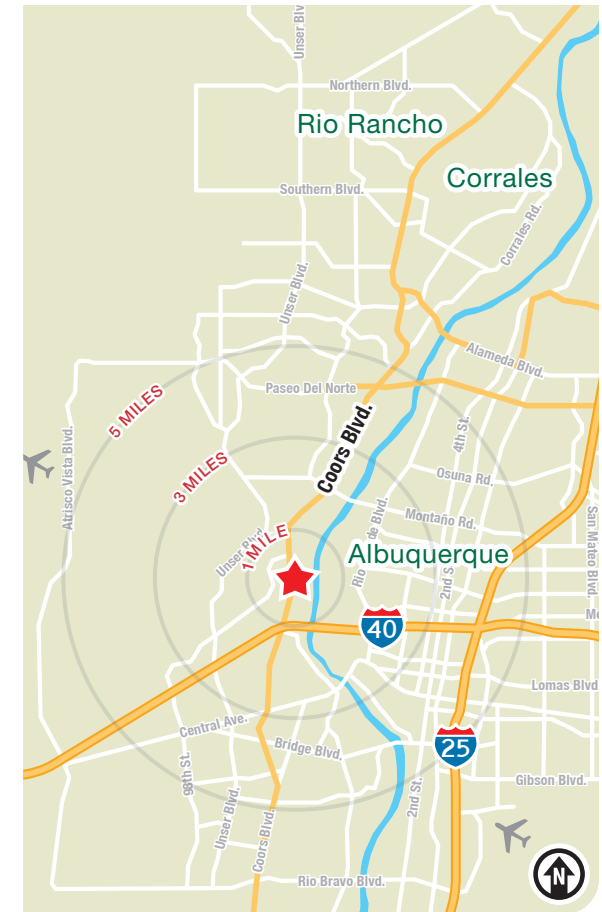 Unser Blv
Northern Blvd.
Rio Rancho
Corrales
Southern Blvd.
Corrales Rd.
Unser Blvd.
Alameda Blvd.
Paseo Del Norte
5 MILES
Coors Blvd.
4th St.
Atrisco Vista Blvd.
3 MILES
Osuna Rd.
Montaño Rd.
San Mateo Blvd.
Rio
de Blvd.
Unser Blvd.
1 MILE
Albuquerque
2nd S
Me
40
Lomas Blvd
Central Ave.
Bridge Blvd.
25
98th St.
Gibson Blvd.
2nd St.
Unser Blvd.
Coors Blvd.
Rio Bravo Blvd.
N